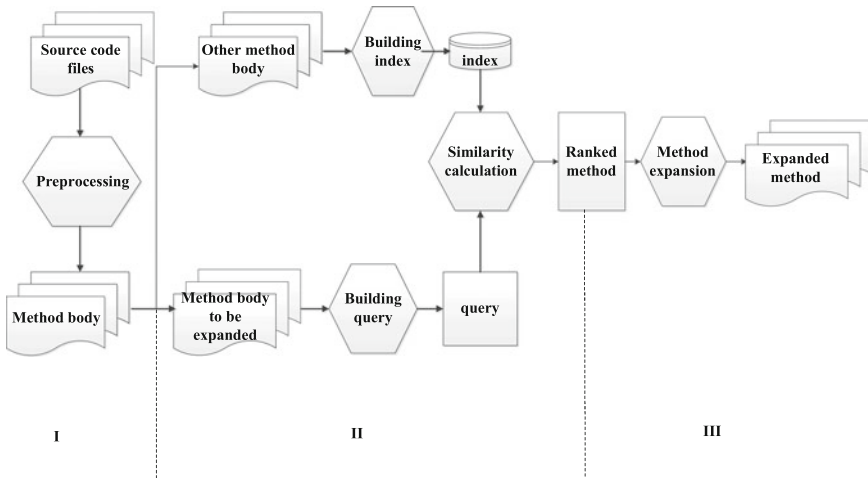 Source code
files
Other method
body
Building
index
index
Preprocessing
Similarity
calculation
Ranked
method
Method
expansion
Expanded
method
Method body
Method body
to be
expanded
Building
query
query
I
II
III